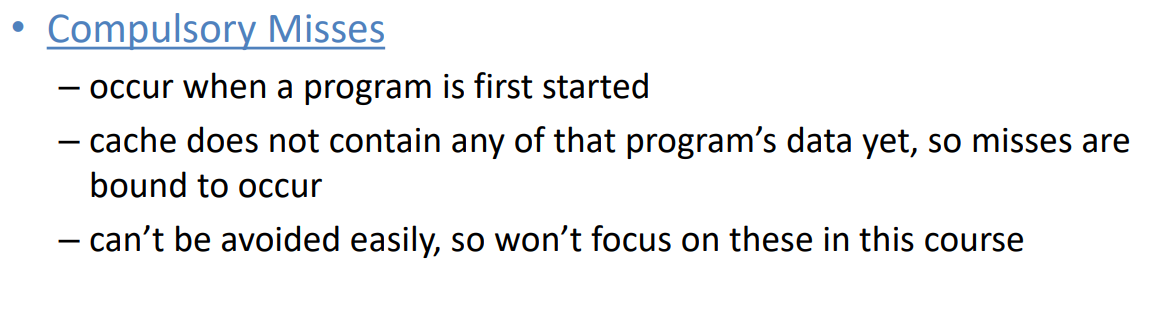 • Compulsory Misses
– occur when a program is first started
– cache does not contain any of that program’s data yet, so misses are
bound to occur
– can’t be avoided easily, so won’t focus on these in this course